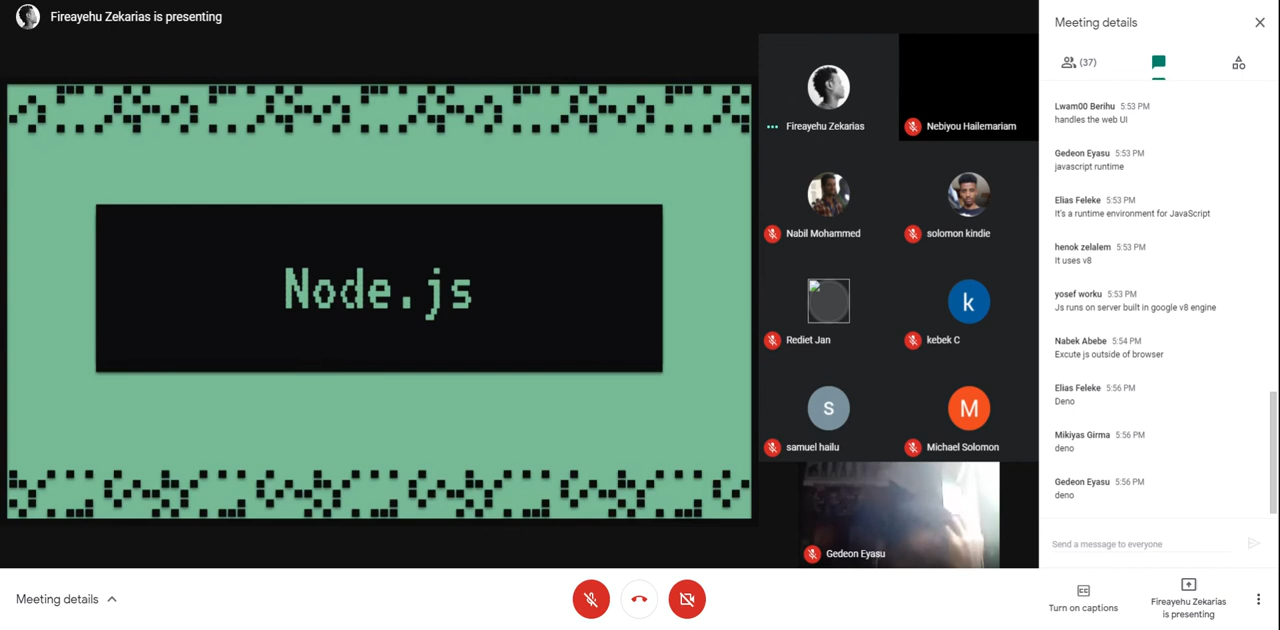 Fireayehu Zekarias is presenting
Node.js
Fireayehu Zekarias
Nebiyou Hailemariam
Nabil Mohammed
solomon kindie
Rediet Jan
k
kebek C
s
samuel hailu
M
Michael Solomon
Gedeon Eyasu
Meeting details
(37)
Lwam00 Berihu 5:53 PM
handles the web UI
Gedeon Eyasu 5:53 PM
javascript runtime
Elias Feleke 5:53 PM
It's a runtime environment for JavaScript
henok zelalem 5:53 PM
It uses v8
yosef worku 5:53 PM
Js runs on server built in google v8 engine
Nabek Abebe 5:54 PM
Excute js outside of browser
Elias Feleke 5:56 PM
Deno
Mikiyas Girma 5:56 PM
deno
Gedeon Eyasu 5:56 PM
deno
Send a message to everyone
Meeting details
CC
Turn on captions
Fireayehu Zekarias
is presenting